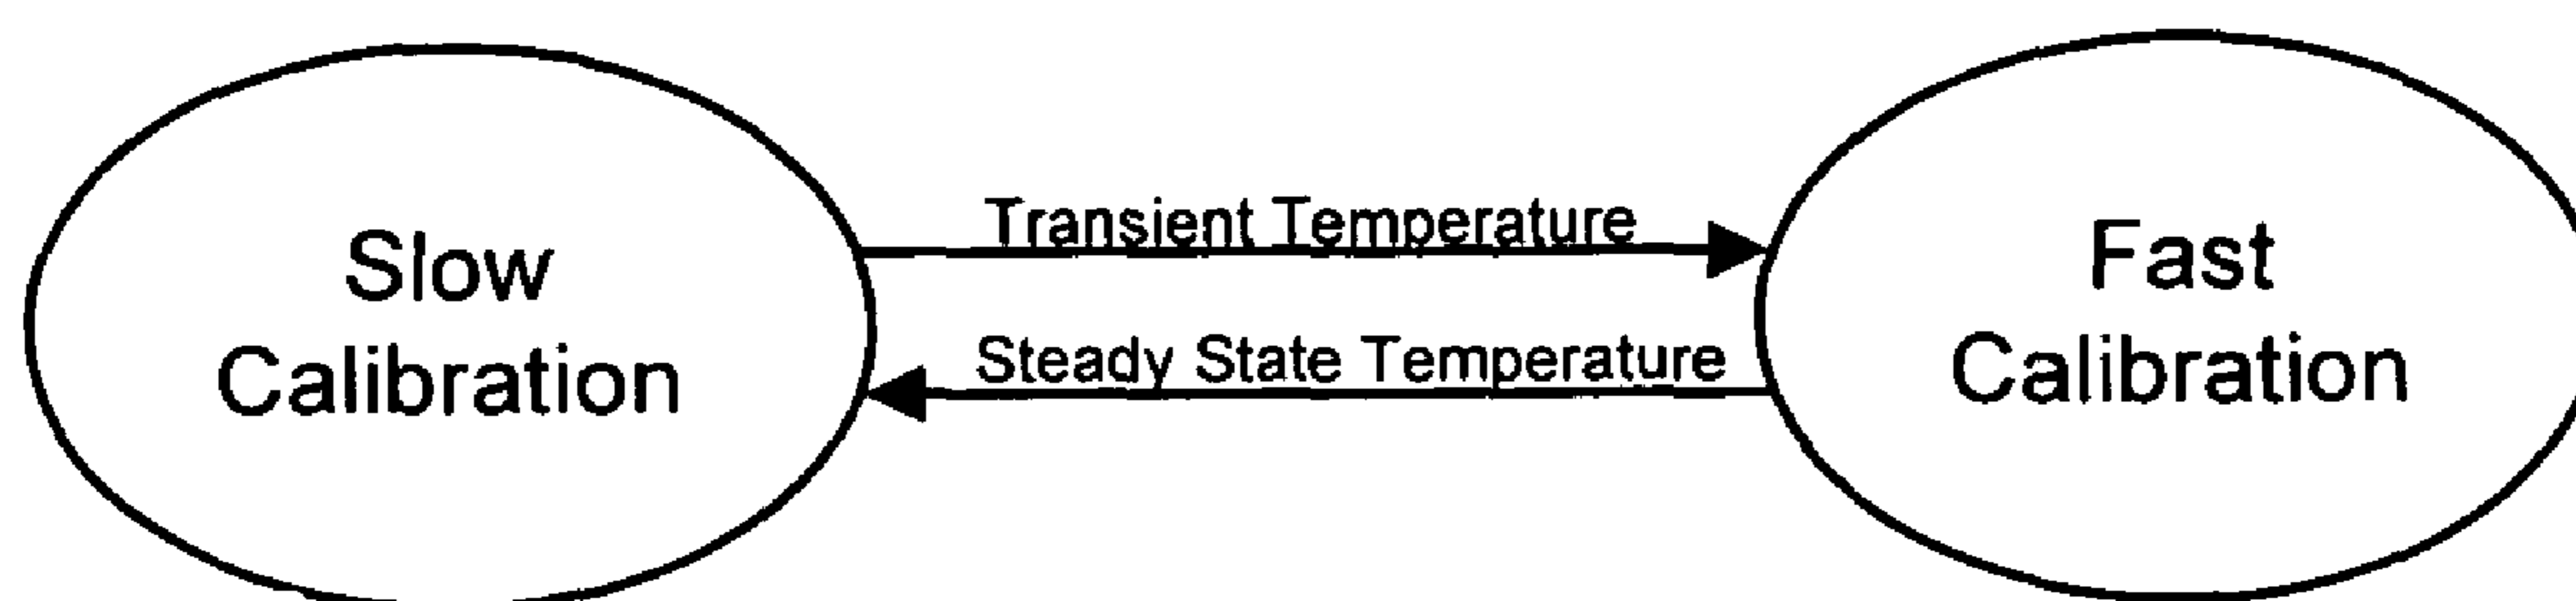 Slow
Calibration
Transient Temperature
Steady State Temperature
Fast
Calibration